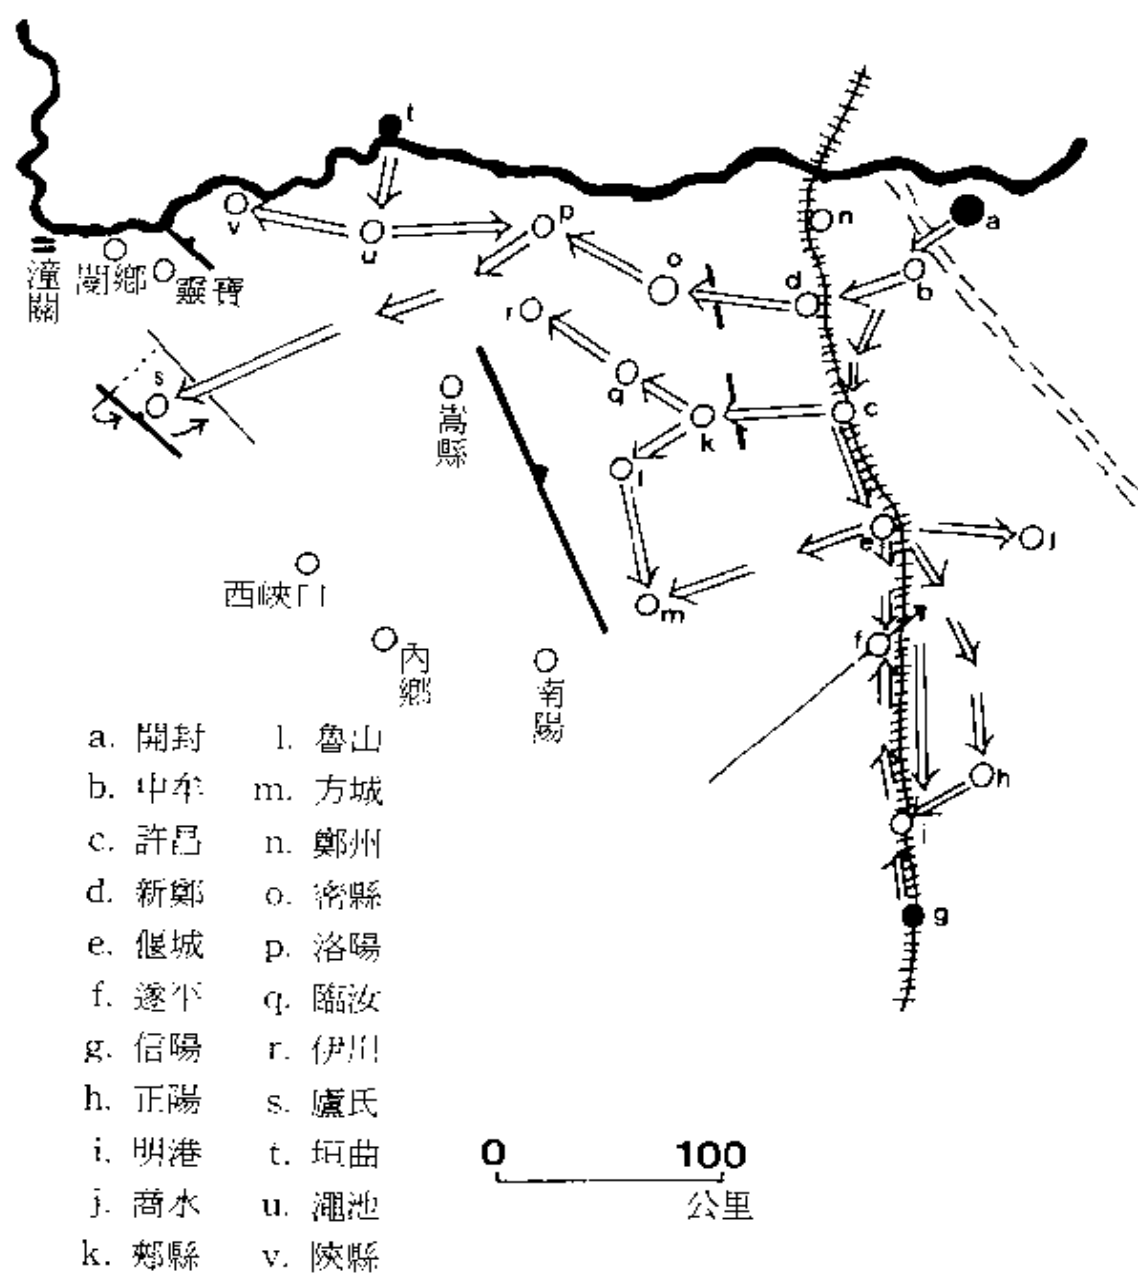 t
a
n
p
v
u
b
o
d
潼關
閿鄉
靈寶
r
s
q
c
k
嵩縣
l
e
j
西峽口
m
f
內鄉
南陽
h
i
g
a. 開封
l. 魯山
b. 中牟
m. 方城
c. 許昌
n. 鄭州
d. 新鄭
o. 密縣
e. 偃城
p. 洛陽
f. 遂平
q. 臨汝
g. 信陽
r. 伊川
h. 正陽
s. 盧氏
i. 明港
t. 垣曲
j. 商水
u. 澠池
k. 郟縣
v. 陝縣
0 100
公里